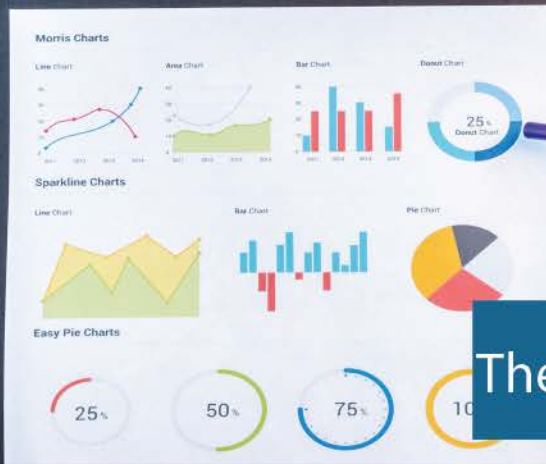 Morris Charts
Line Chart
Area Chart
Bar Chart
Donut Chart
25%
Donut Chart
Sparkline Charts
Line Chart
Bar Chart
Pie Chart
Easy Pie Charts
25%
50%
75%
10
The